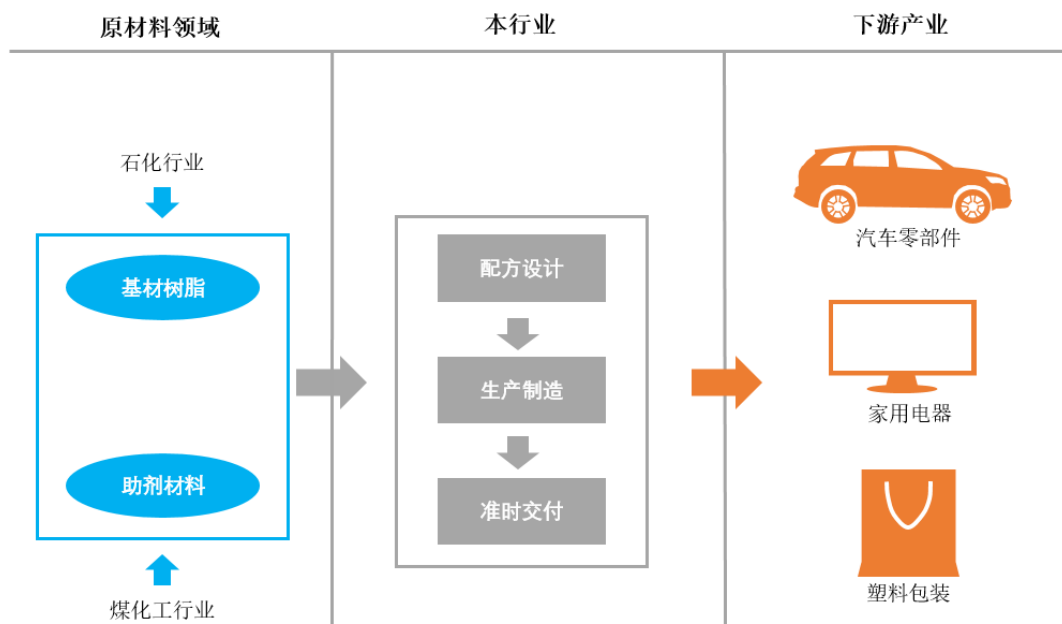 原材料领域
本行业
下游产业
石化行业
基材树脂
助剂材料
煤化工行业
配方设计
生产制造
准时交付
汽车零部件
家用电器
塑料包装